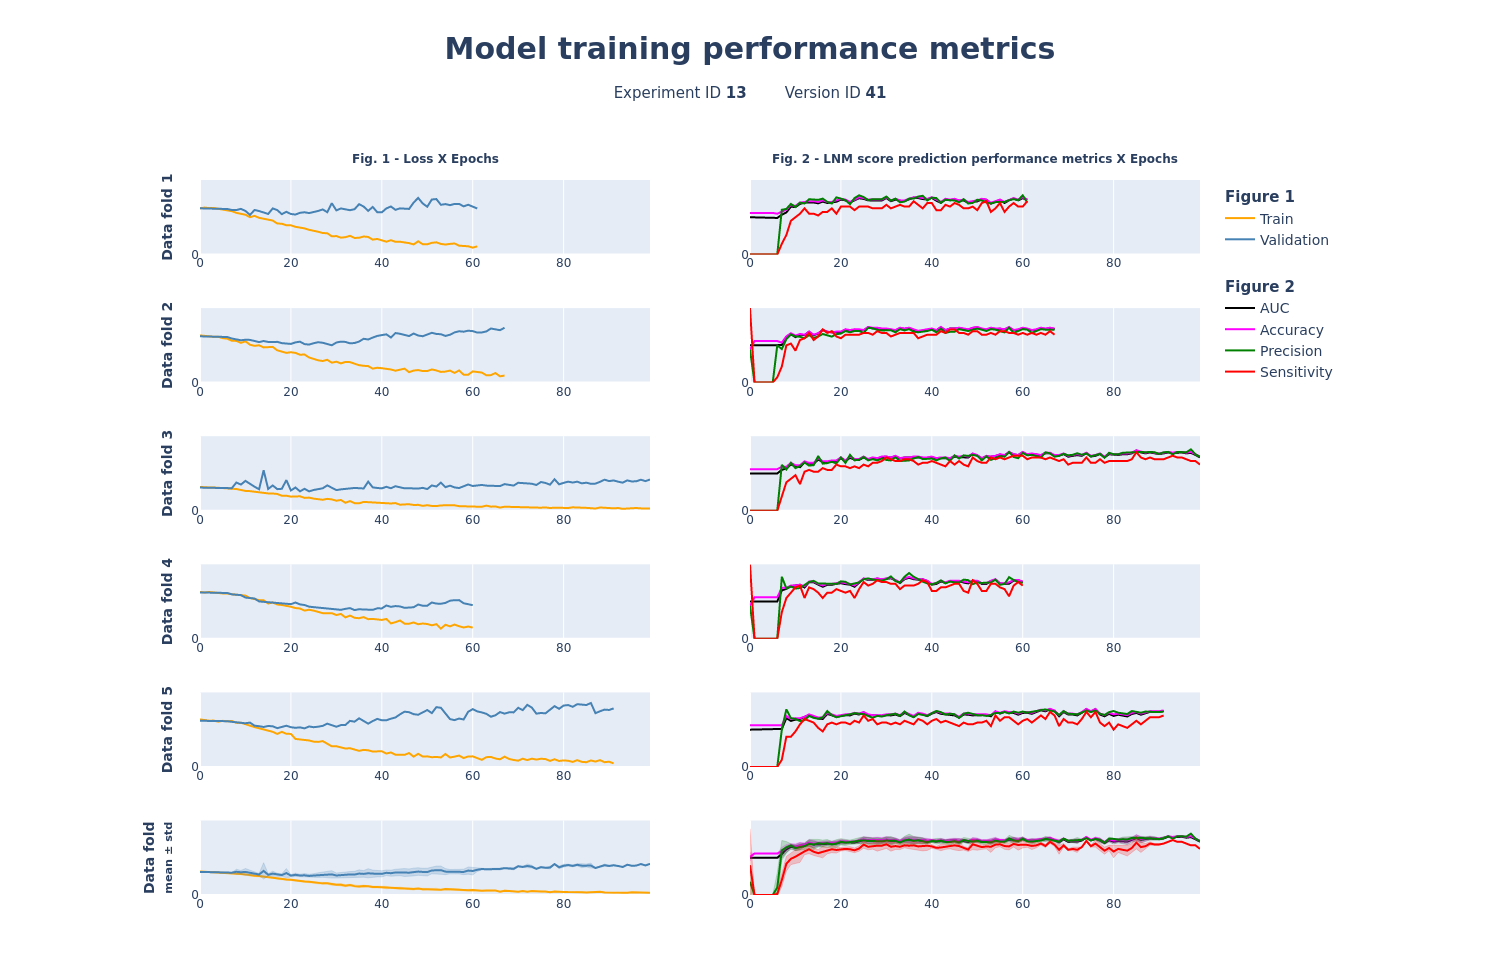 Model training performance metrics
Experiment ID 13 Version ID 41
Fig. 1 - Loss X Epochs
Fig. 2 - LNM score prediction performance metrics X Epochs
Data fold 1
0
0 20 40 60 80
0
0 20 40 60 80
Figure 1
Train
Validation
Figure 2
AUC
Accuracy
Precision
Sensitivity
Data fold 2
0
0 20 40 60 80
0
0 20 40 60 80
Data fold 3
0
0 20 40 60 80
0
0 20 40 60 80
Data fold 4
0
0 20 40 60 80
0
0 20 40 60 80
Data fold 5
0
0 20 40 60 80
0
0 20 40 60 80
Data fold
mean ± std
0
0 20 40 60 80
0
0 20 40 60 80